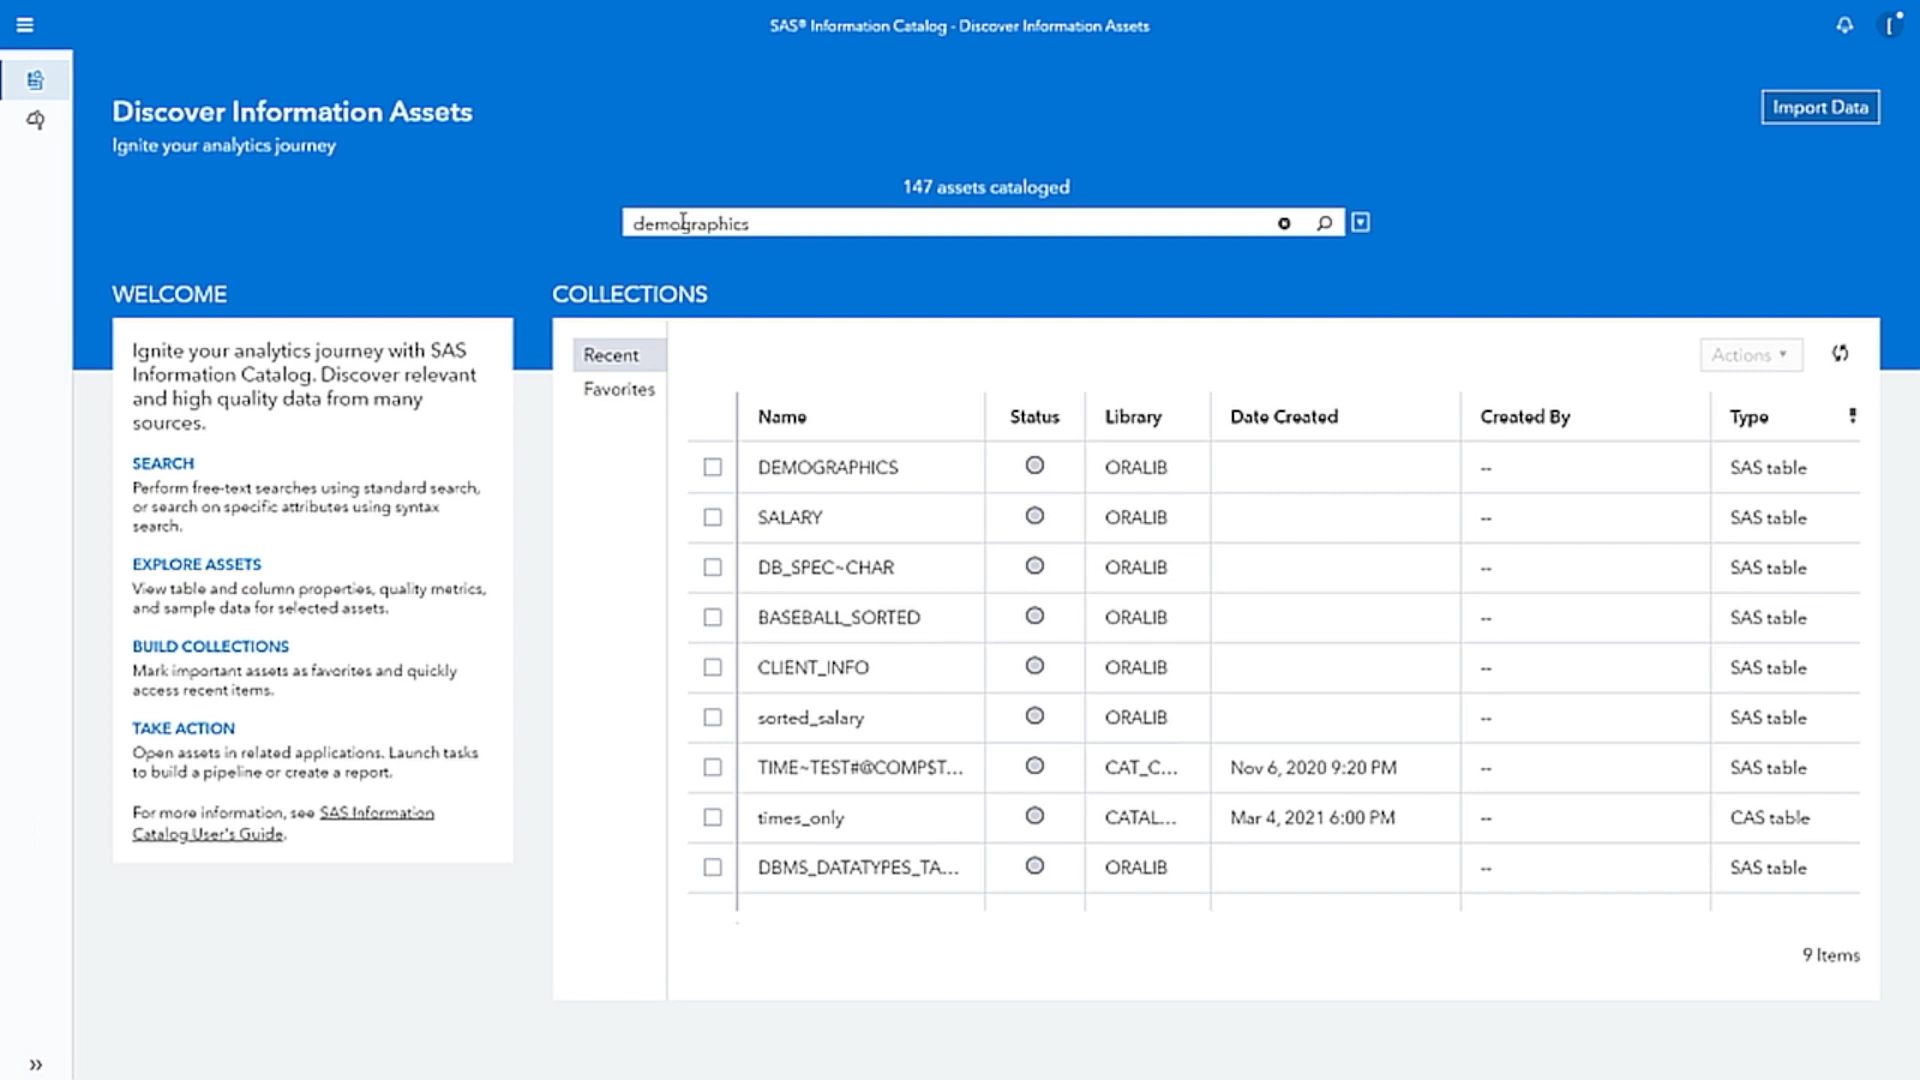 SAS® Information Catalog - Discover Information Assets
Discover Information Assets
Import Data
Ignite your analytics journey
147 assets cataloged
demographics
WELCOME
Ignite your analytics journey with SAS
Information Catalog. Discover relevant
and high quality data from many
sources.
SEARCH
Perform free-text searches using standard search,
or search on specific attributes using syntax
search.
EXPLORE ASSETS
View table and column properties, quality metrics,
and sample data for selected assets.
BUILD COLLECTIONS
Mark important assets as favorites and quickly
access recent items.
TAKE ACTION
Open assets in related applications. Launch tasks
to build a pipeline or create a report.
For more information, see SAS Information
Catalog User's Guide.
COLLECTIONS
Recent
Favorites
Actions
Name Status Library Date Created Created By Type
DEMOGRAPHICS ORALIB -- SAS table
SALARY ORALIB -- SAS table
DB_SPEC~CHAR ORALIB -- SAS table
BASEBALL_SORTED ORALIB -- SAS table
CLIENT_INFO ORALIB -- SAS table
sorted_salary ORALIB -- SAS table
TIME~TEST#@COMPST... CAT_C... Nov 6, 2020 9:20 PM -- SAS table
times_only CATAL... Mar 4, 2021 6:00 PM -- CAS table
DBMS_DATATYPES_TA... ORALIB -- SAS table
9 Items